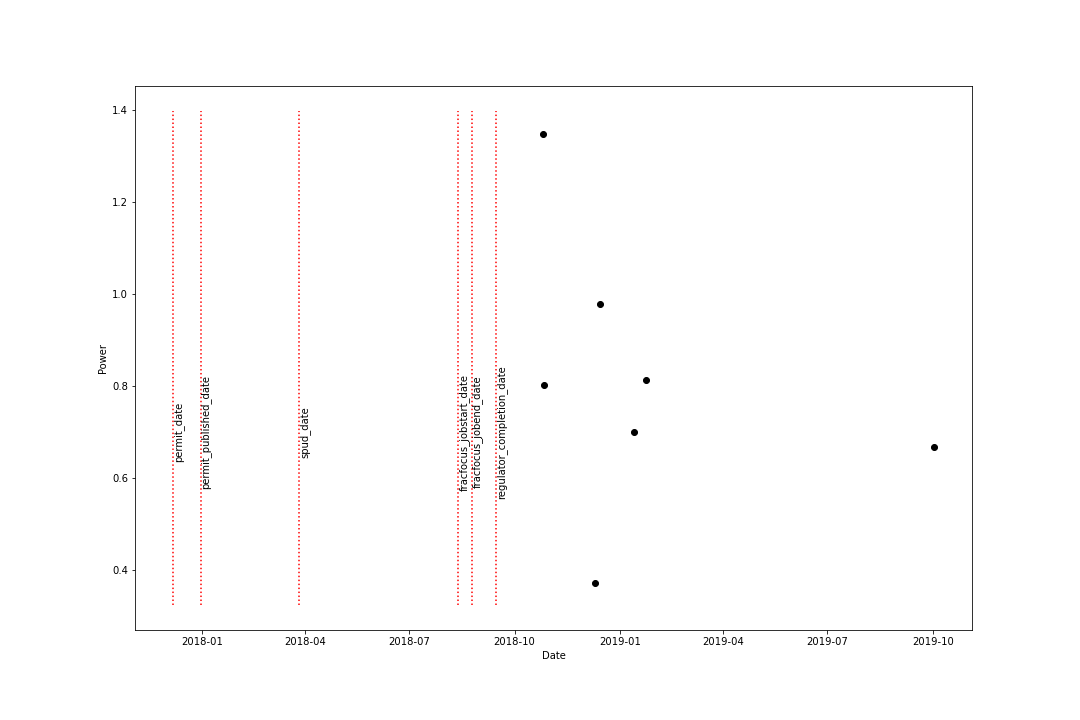 1.4
1.2
1.0
0.8
0.6
0.4
Power
permit_date
permit_published_date
spud_date
fracfocus_jobstart_date
fracfocus_jobend_date
regulator_completion_date
2018-01
2018-04
2018-07
2018-10
2019-01
2019-04
2019-07
2019-10
Date